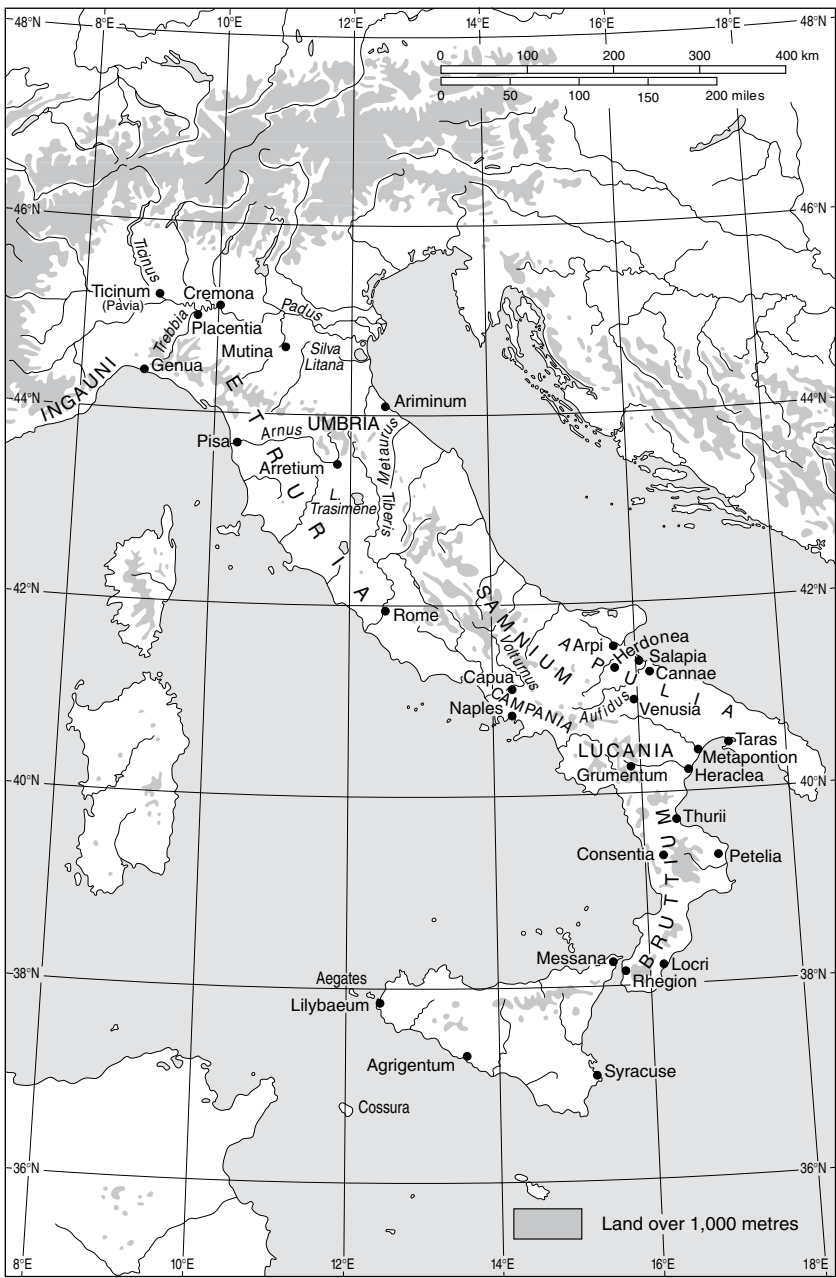 48°N 8°E 10°E 12°E 14°E 16°E 18°E 48°N
0 100 200 300 400 km
0 50 100 150 200 miles
46°N 46°N
Ticinus
Ticinum
(Pavia)
Cremona
Padus
Trebbia
Placentia
Mutina
Silva
Litana
Genua
INGAUNI
44°N 44°N
ETRURIA
Ariminum
UMBRIA
Arnus
Pisa
Metaurus
Arretium
L.
Trasimene
Tiberis
42°N 42°N
Rome
SAMNIUM
Volturnus
APULIA
Arpi
Herdonea
Salapia
Cannae
Capua
CAMPANIA
Naples
Aufidus
Venusia
LUCANIA
Taras
Metapontion
Grumentum
Heraclea
40°N 40°N
Thurii
BRUTTIUM
Consentia
Petelia
38°N 38°N
Messana
Locri
Rhegion
Aegates
Lilybaeum
Agrigentum
Syracuse
Cossura
36°N 36°N
Land over 1,000 metres
8°E 10°E 12°E 14°E 16°E 18°E